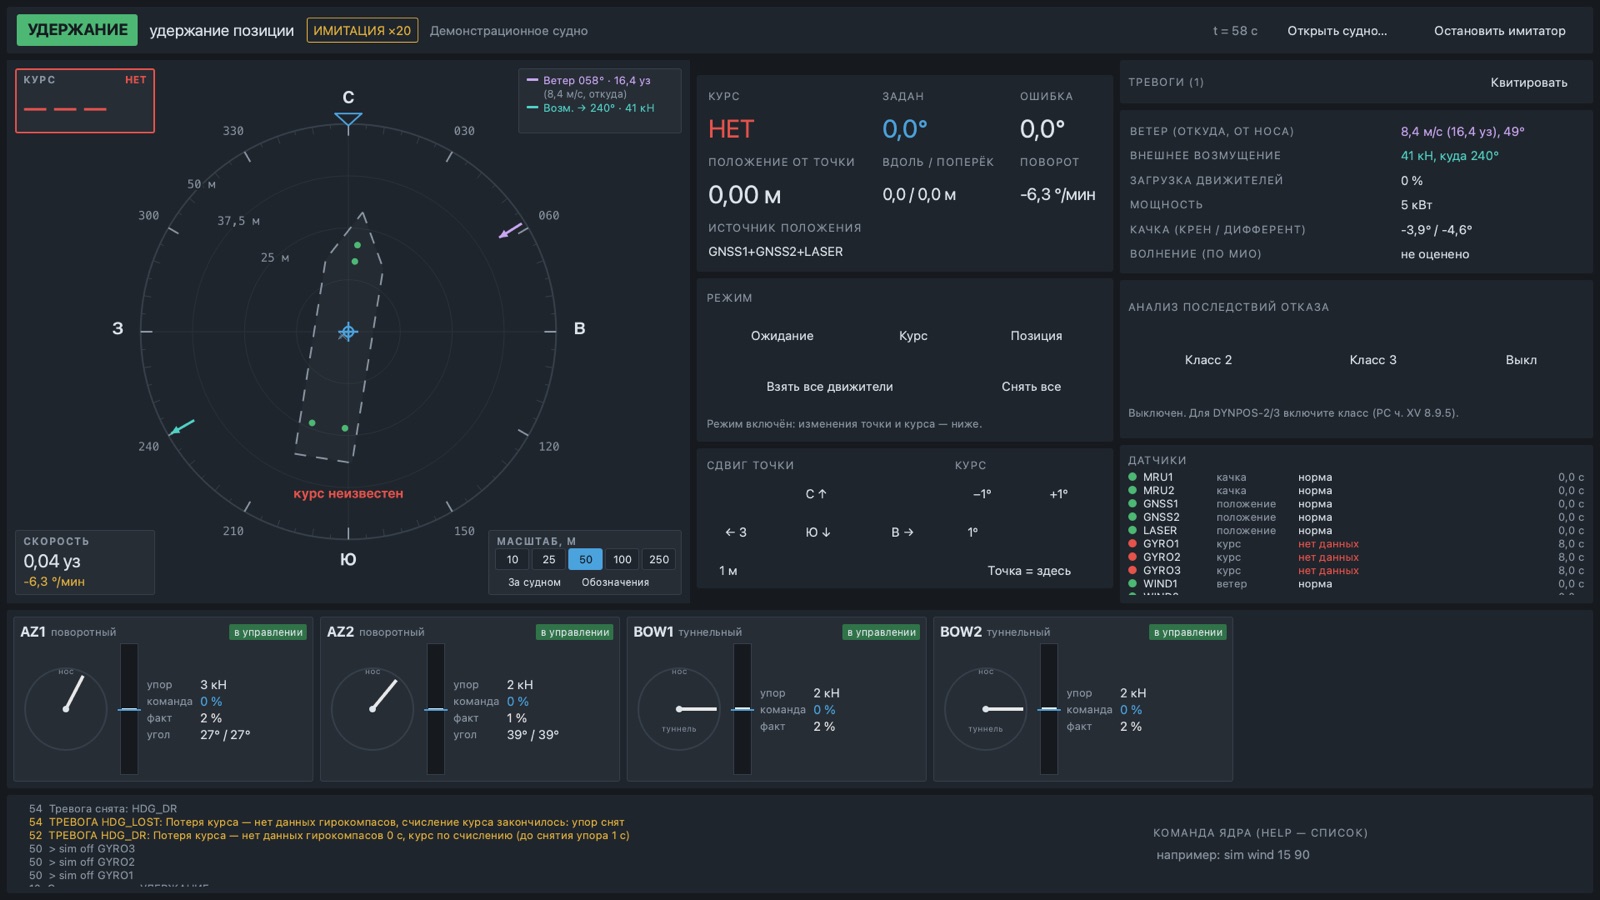 УДЕРЖАНИЕ удержание позиции ИМИТАЦИЯ ×20 Демонстрационное судно t = 58 с Открыть судно… Остановить имитатор
КУРС НЕТ
— — —
Ветер 058° · 16,4 уз
(8,4 м/с, откуда)
Возм. → 240° · 41 кН
С
330
030
50 м
300
37,5 м
060
25 м
З
В
240
120
курс неизвестен
210
150
Ю
СКОРОСТЬ
0,04 уз
-6,3 °/мин
МАСШТАБ, М
10 25 50 100 250
За судном Обозначения
КУРС ЗАДАН ОШИБКА
НЕТ 0,0° 0,0°
ПОЛОЖЕНИЕ ОТ ТОЧКИ ВДОЛЬ / ПОПЕРЁК ПОВОРОТ
0,00 м 0,0 / 0,0 м -6,3 °/мин
ИСТОЧНИК ПОЛОЖЕНИЯ
GNSS1+GNSS2+LASER
РЕЖИМ
Ожидание Курс Позиция
Взять все движители Снять все
Режим включён: изменения точки и курса — ниже.
СДВИГ ТОЧКИ КУРС
С ↑ −1° +1°
← З Ю ↓ В → 1°
1 м Точка = здесь
ТРЕВОГИ (1) Квитировать
ВЕТЕР (ОТКУДА, ОТ НОСА) 8,4 м/с (16,4 уз), 49°
ВНЕШНЕЕ ВОЗМУЩЕНИЕ 41 кН, куда 240°
ЗАГРУЗКА ДВИЖИТЕЛЕЙ 0 %
МОЩНОСТЬ 5 кВт
КАЧКА (КРЕН / ДИФФЕРЕНТ) -3,9° / -4,6°
ВОЛНЕНИЕ (ПО МИО) не оценено
АНАЛИЗ ПОСЛЕДСТВИЙ ОТКАЗА
Класс 2 Класс 3 Выкл
Выключен. Для DYNPOS-2/3 включите класс (РС ч. XV 8.9.5).
ДАТЧИКИ
MRU1 качка норма 0,0 с
MRU2 качка норма 0,0 с
GNSS1 положение норма 0,0 с
GNSS2 положение норма 0,0 с
LASER положение норма 0,0 с
GYRO1 курс нет данных 8,0 с
GYRO2 курс нет данных 8,0 с
GYRO3 курс нет данных 8,0 с
WIND1 ветер норма 0,0 с
AZ1 поворотный в управлении
нос
упор 3 кН
команда 0 %
факт 2 %
угол 27° / 27°
AZ2 поворотный в управлении
нос
упор 2 кН
команда 0 %
факт 1 %
угол 39° / 39°
BOW1 туннельный в управлении
нос
туннель
упор 2 кН
команда 0 %
факт 2 %
BOW2 туннельный в управлении
нос
туннель
упор 2 кН
команда 0 %
факт 2 %
54 Тревога снята: HDG_DR
54 ТРЕВОГА HDG_LOST: Потеря курса — нет данных гирокомпасов, счисление курса закончилось: упор снят
52 ТРЕВОГА HDG_DR: Потеря курса — нет данных гирокомпасов 0 с, курс по счислению (до снятия упора 1 с)
50 > sim off GYRO3
50 > sim off GYRO2
50 > sim off GYRO1
КОМАНДА ЯДРА (HELP — СПИСОК)
например: sim wind 15 90